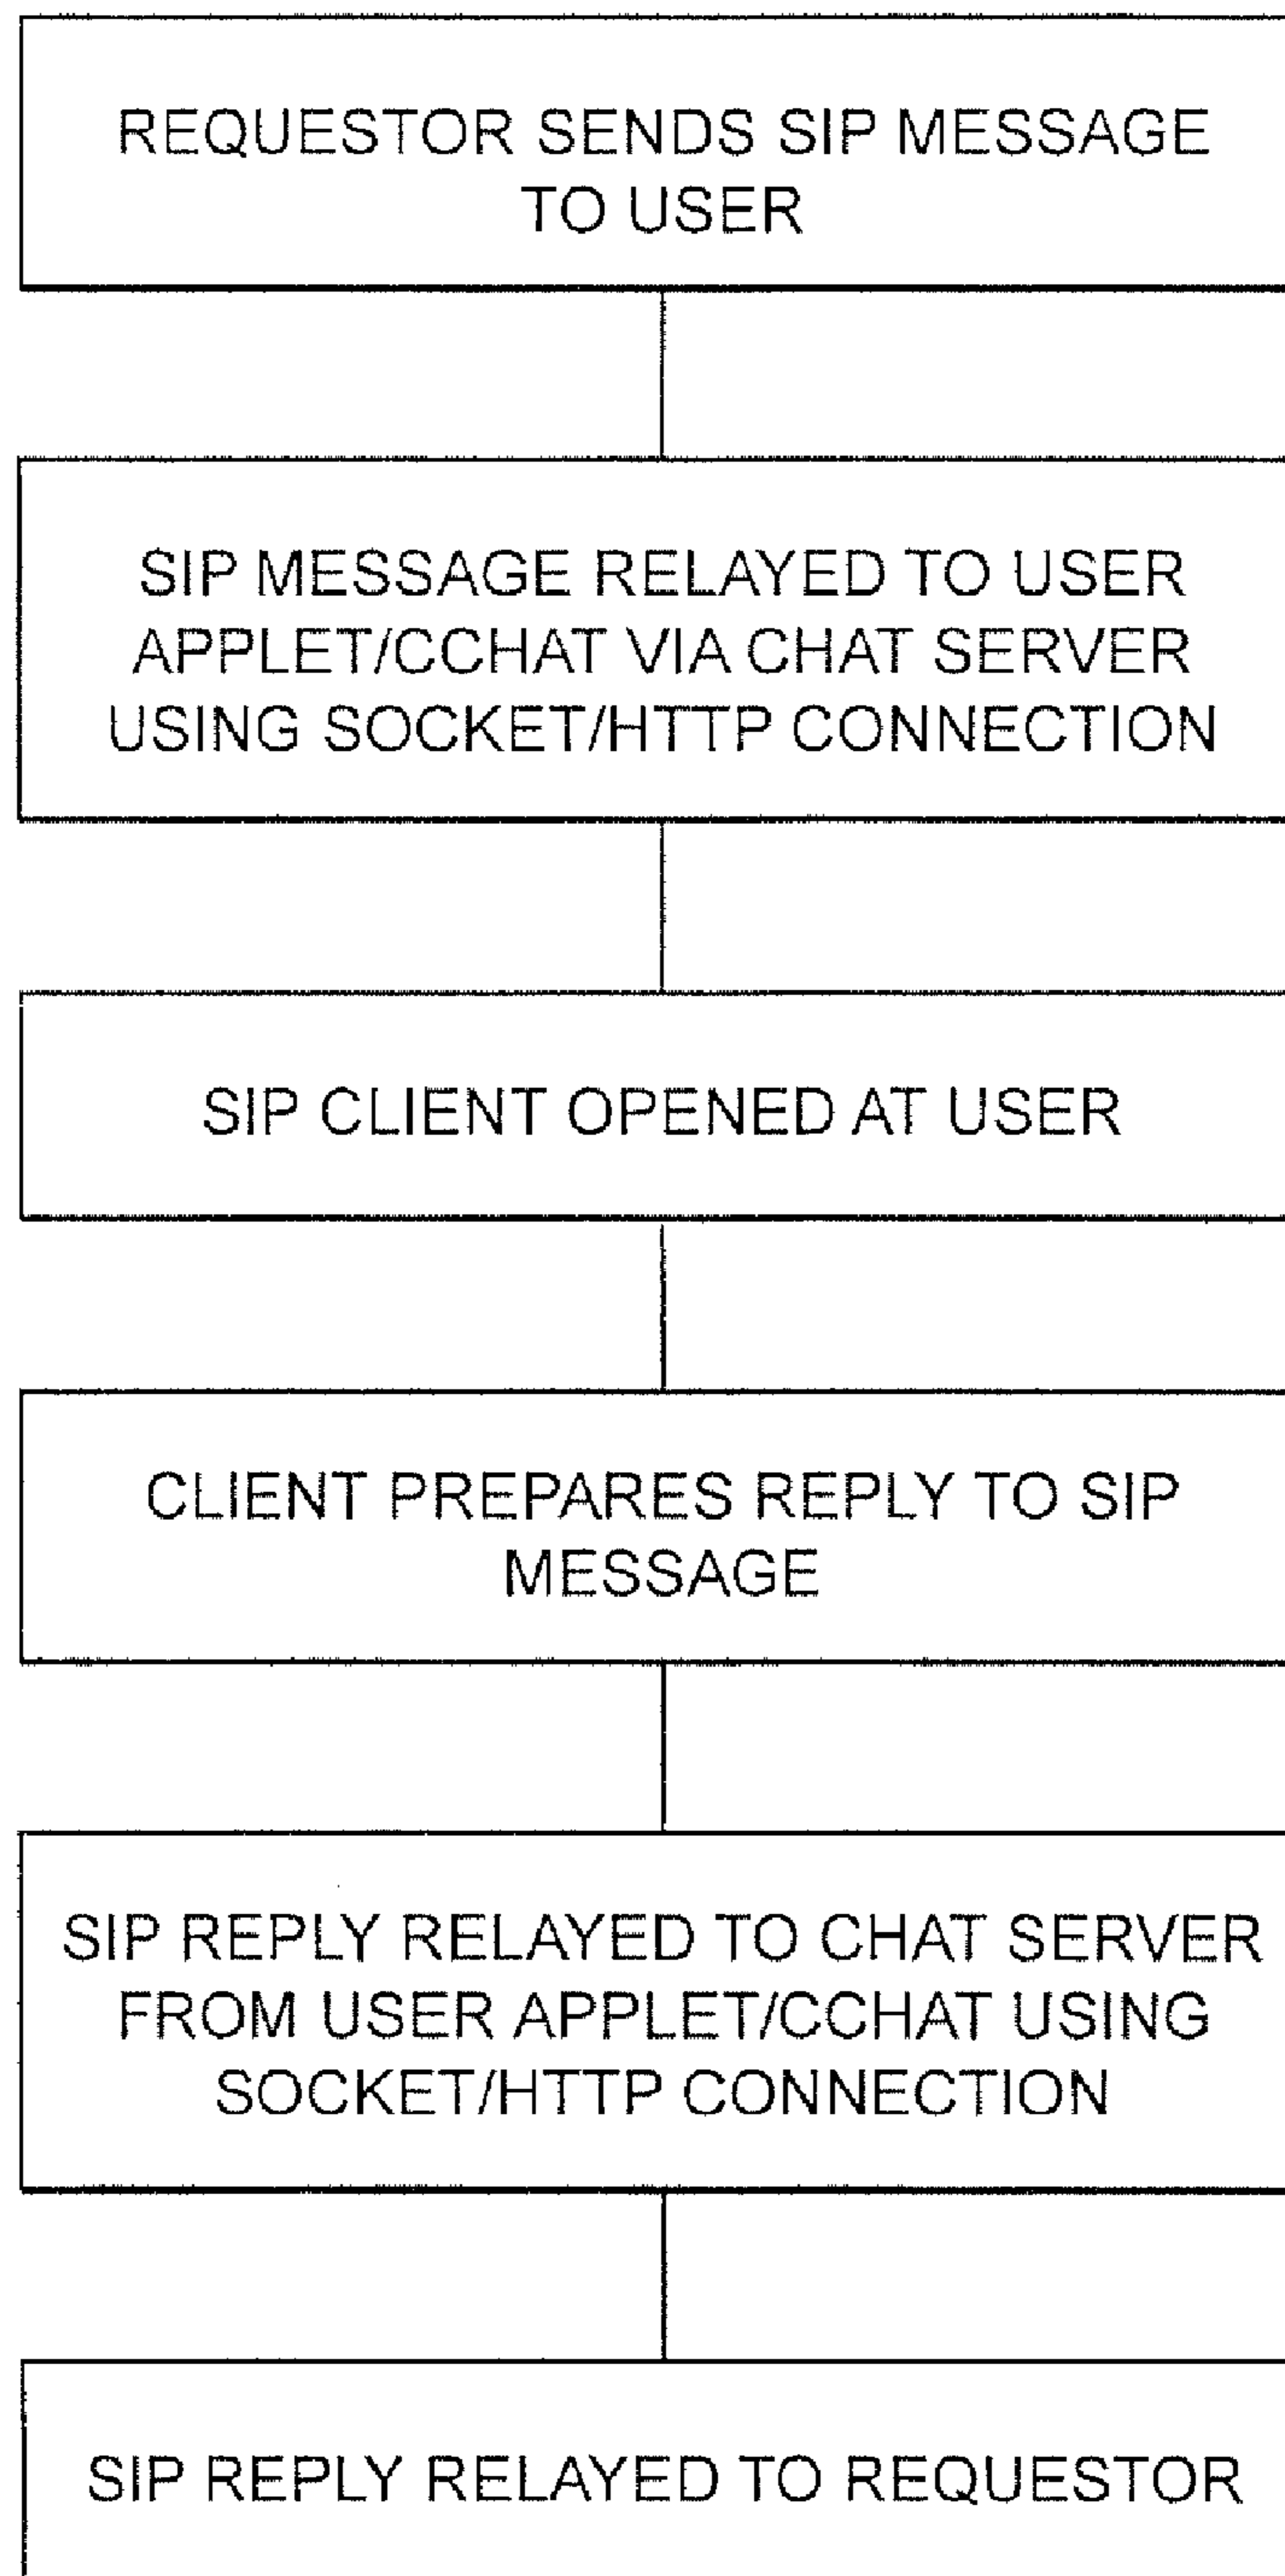 REQUESTOR SENDS SIP MESSAGE
TO USER
SIP MESSAGE RELAYED TO USER
APPLET/CCHAT VIA CHAT SERVER
USING SOCKET/HTTP CONNECTION
SIP CLIENT OPENED AT USER
CLIENT PREPARES REPLY TO SIP
MESSAGE
SIP REPLY RELAYED TO CHAT SERVER
FROM USER APPLET/CCHAT USING
SOCKET/HTTP CONNECTION
SIP REPLY RELAYED TO REQUESTOR